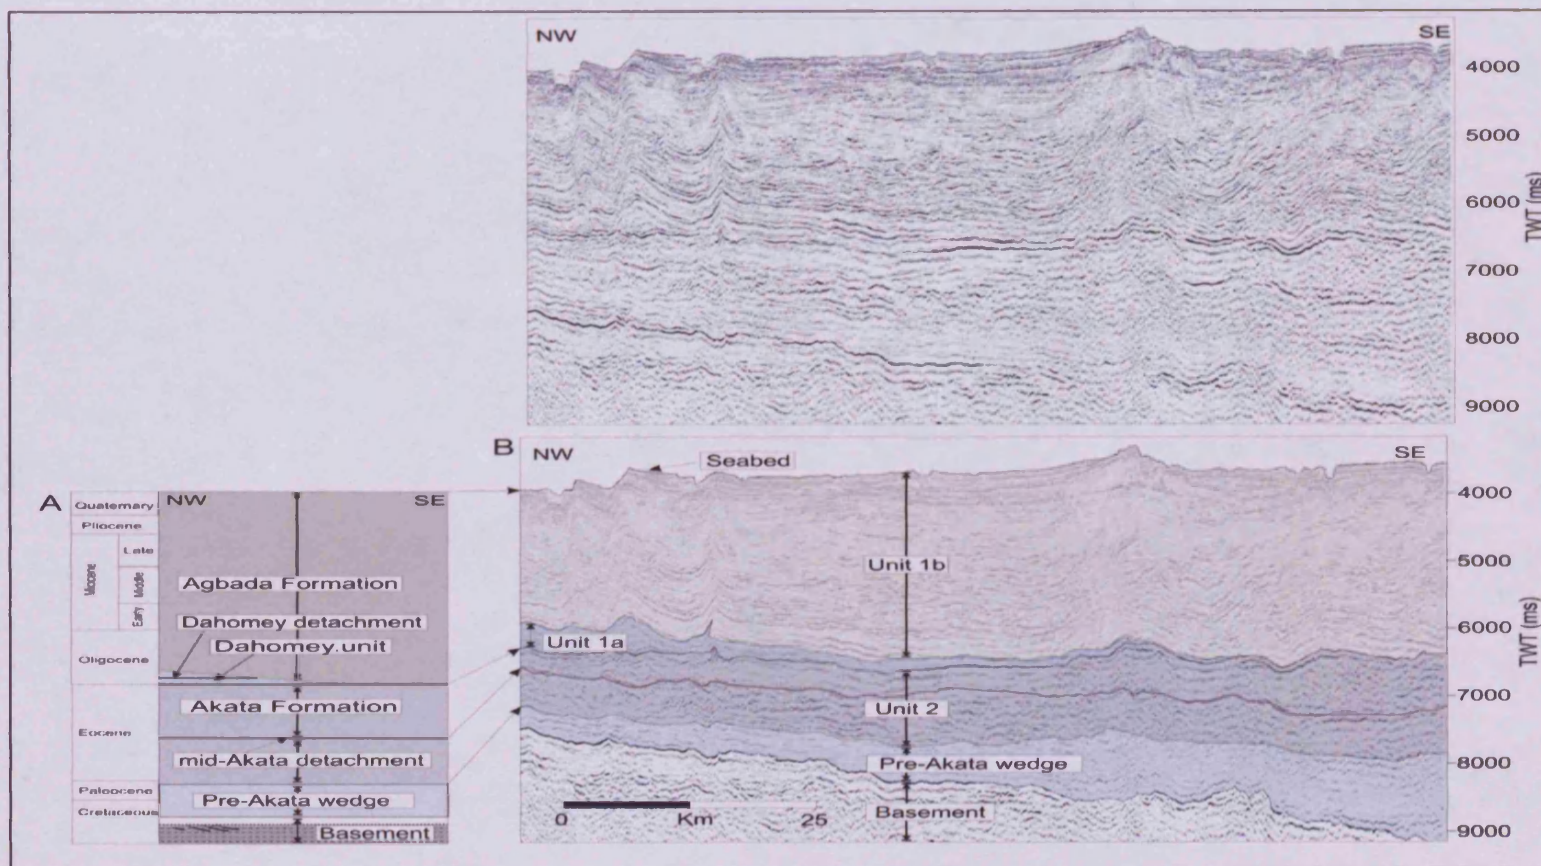 NW
SE
4000
5000
6000
7000
8000
9000
TWT (ms)
B
NW
SE
Seabed
4000
5000
6000
7000
8000
9000
TWT (ms)
Unit 1b
Unit 1a
Unit 2
Pre-Akata wedge
Basement
0 Km 25
A
NW
SE
Quaternary
Pliocene
Miocene
Late
Middle
Early
Oligocene
Eocene
Paleocene
Cretaceous
Agbada Formation
Dahomey detachment
Dahomey.unit
Akata Formation
mid-Akata detachment
Pre-Akata wedge
Basement